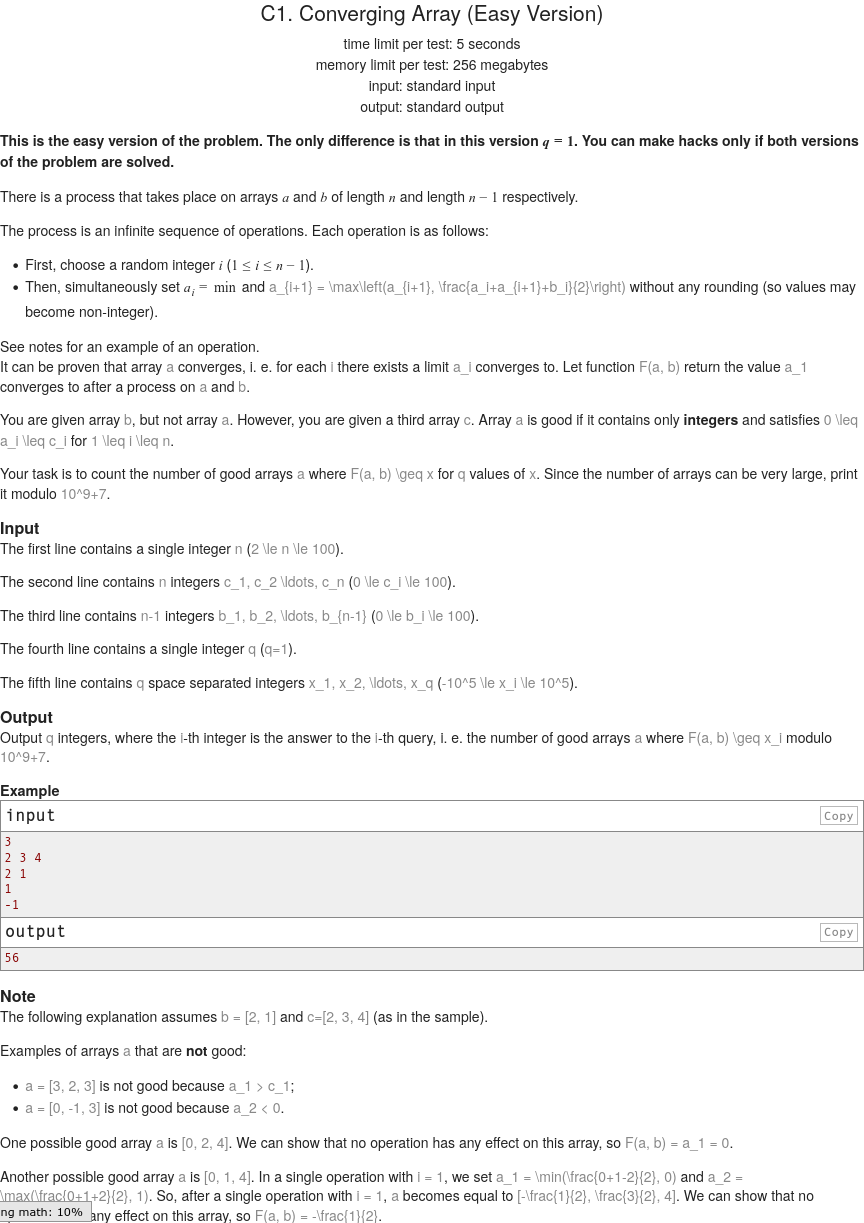 C1. Converging Array (Easy Version)
time limit per test: 5 seconds
memory limit per test: 256 megabytes
input: standard input
output: standard output
This is the easy version of the problem. The only difference is that in this version q = 1. You can make hacks only if both versions
of the problem are solved.
There is a process that takes place on arrays a and b of length n and length n − 1 respectively.
The process is an infinite sequence of operations. Each operation is as follows:
• First, choose a random integer i (1 ≤ i ≤ n − 1).
• Then, simultaneously set a_i = min and a_{i+1} = \max\left(a_{i+1}, \frac{a_i+a_{i+1}+b_i}{2}\right) without any rounding (so values may
become non-integer).
See notes for an example of an operation.
It can be proven that array a converges, i. e. for each i there exists a limit a_i converges to. Let function F(a, b) return the value a_1
converges to after a process on a and b.
You are given array b, but not array a. However, you are given a third array c. Array a is good if it contains only integers and satisfies 0 \leq
a_i \leq c_i for 1 \leq i \leq n.
Your task is to count the number of good arrays a where F(a, b) \geq x for q values of x. Since the number of arrays can be very large, print
it modulo 10^9+7.
Input
The first line contains a single integer n (2 \le n \le 100).
The second line contains n integers c_1, c_2 \ldots, c_n (0 \le c_i \le 100).
The third line contains n-1 integers b_1, b_2, \ldots, b_{n-1} (0 \le b_i \le 100).
The fourth line contains a single integer q (q=1).
The fifth line contains q space separated integers x_1, x_2, \ldots, x_q (-10^5 \le x_i \le 10^5).
Output
Output q integers, where the i-th integer is the answer to the i-th query, i. e. the number of good arrays a where F(a, b) \geq x_i modulo
10^9+7.
Example
input
Copy
3
2 3 4
2 1
1
-1
output
Copy
56
Note
The following explanation assumes b = [2, 1] and c=[2, 3, 4] (as in the sample).
Examples of arrays a that are not good:
• a = [3, 2, 3] is not good because a_1 > c_1;
• a = [0, -1, 3] is not good because a_2 < 0.
One possible good array a is [0, 2, 4]. We can show that no operation has any effect on this array, so F(a, b) = a_1 = 0.
Another possible good array a is [0, 1, 4]. In a single operation with i = 1, we set a_1 = \min(\frac{0+1-2}{2}, 0) and a_2 =
\max(\frac{0+1+2}{2}, 1). So, after a single operation with i = 1, a becomes equal to [-\frac{1}{2}, \frac{3}{2}, 4]. We can show that no
ng math: 10% any effect on this array, so F(a, b) = -\frac{1}{2}.